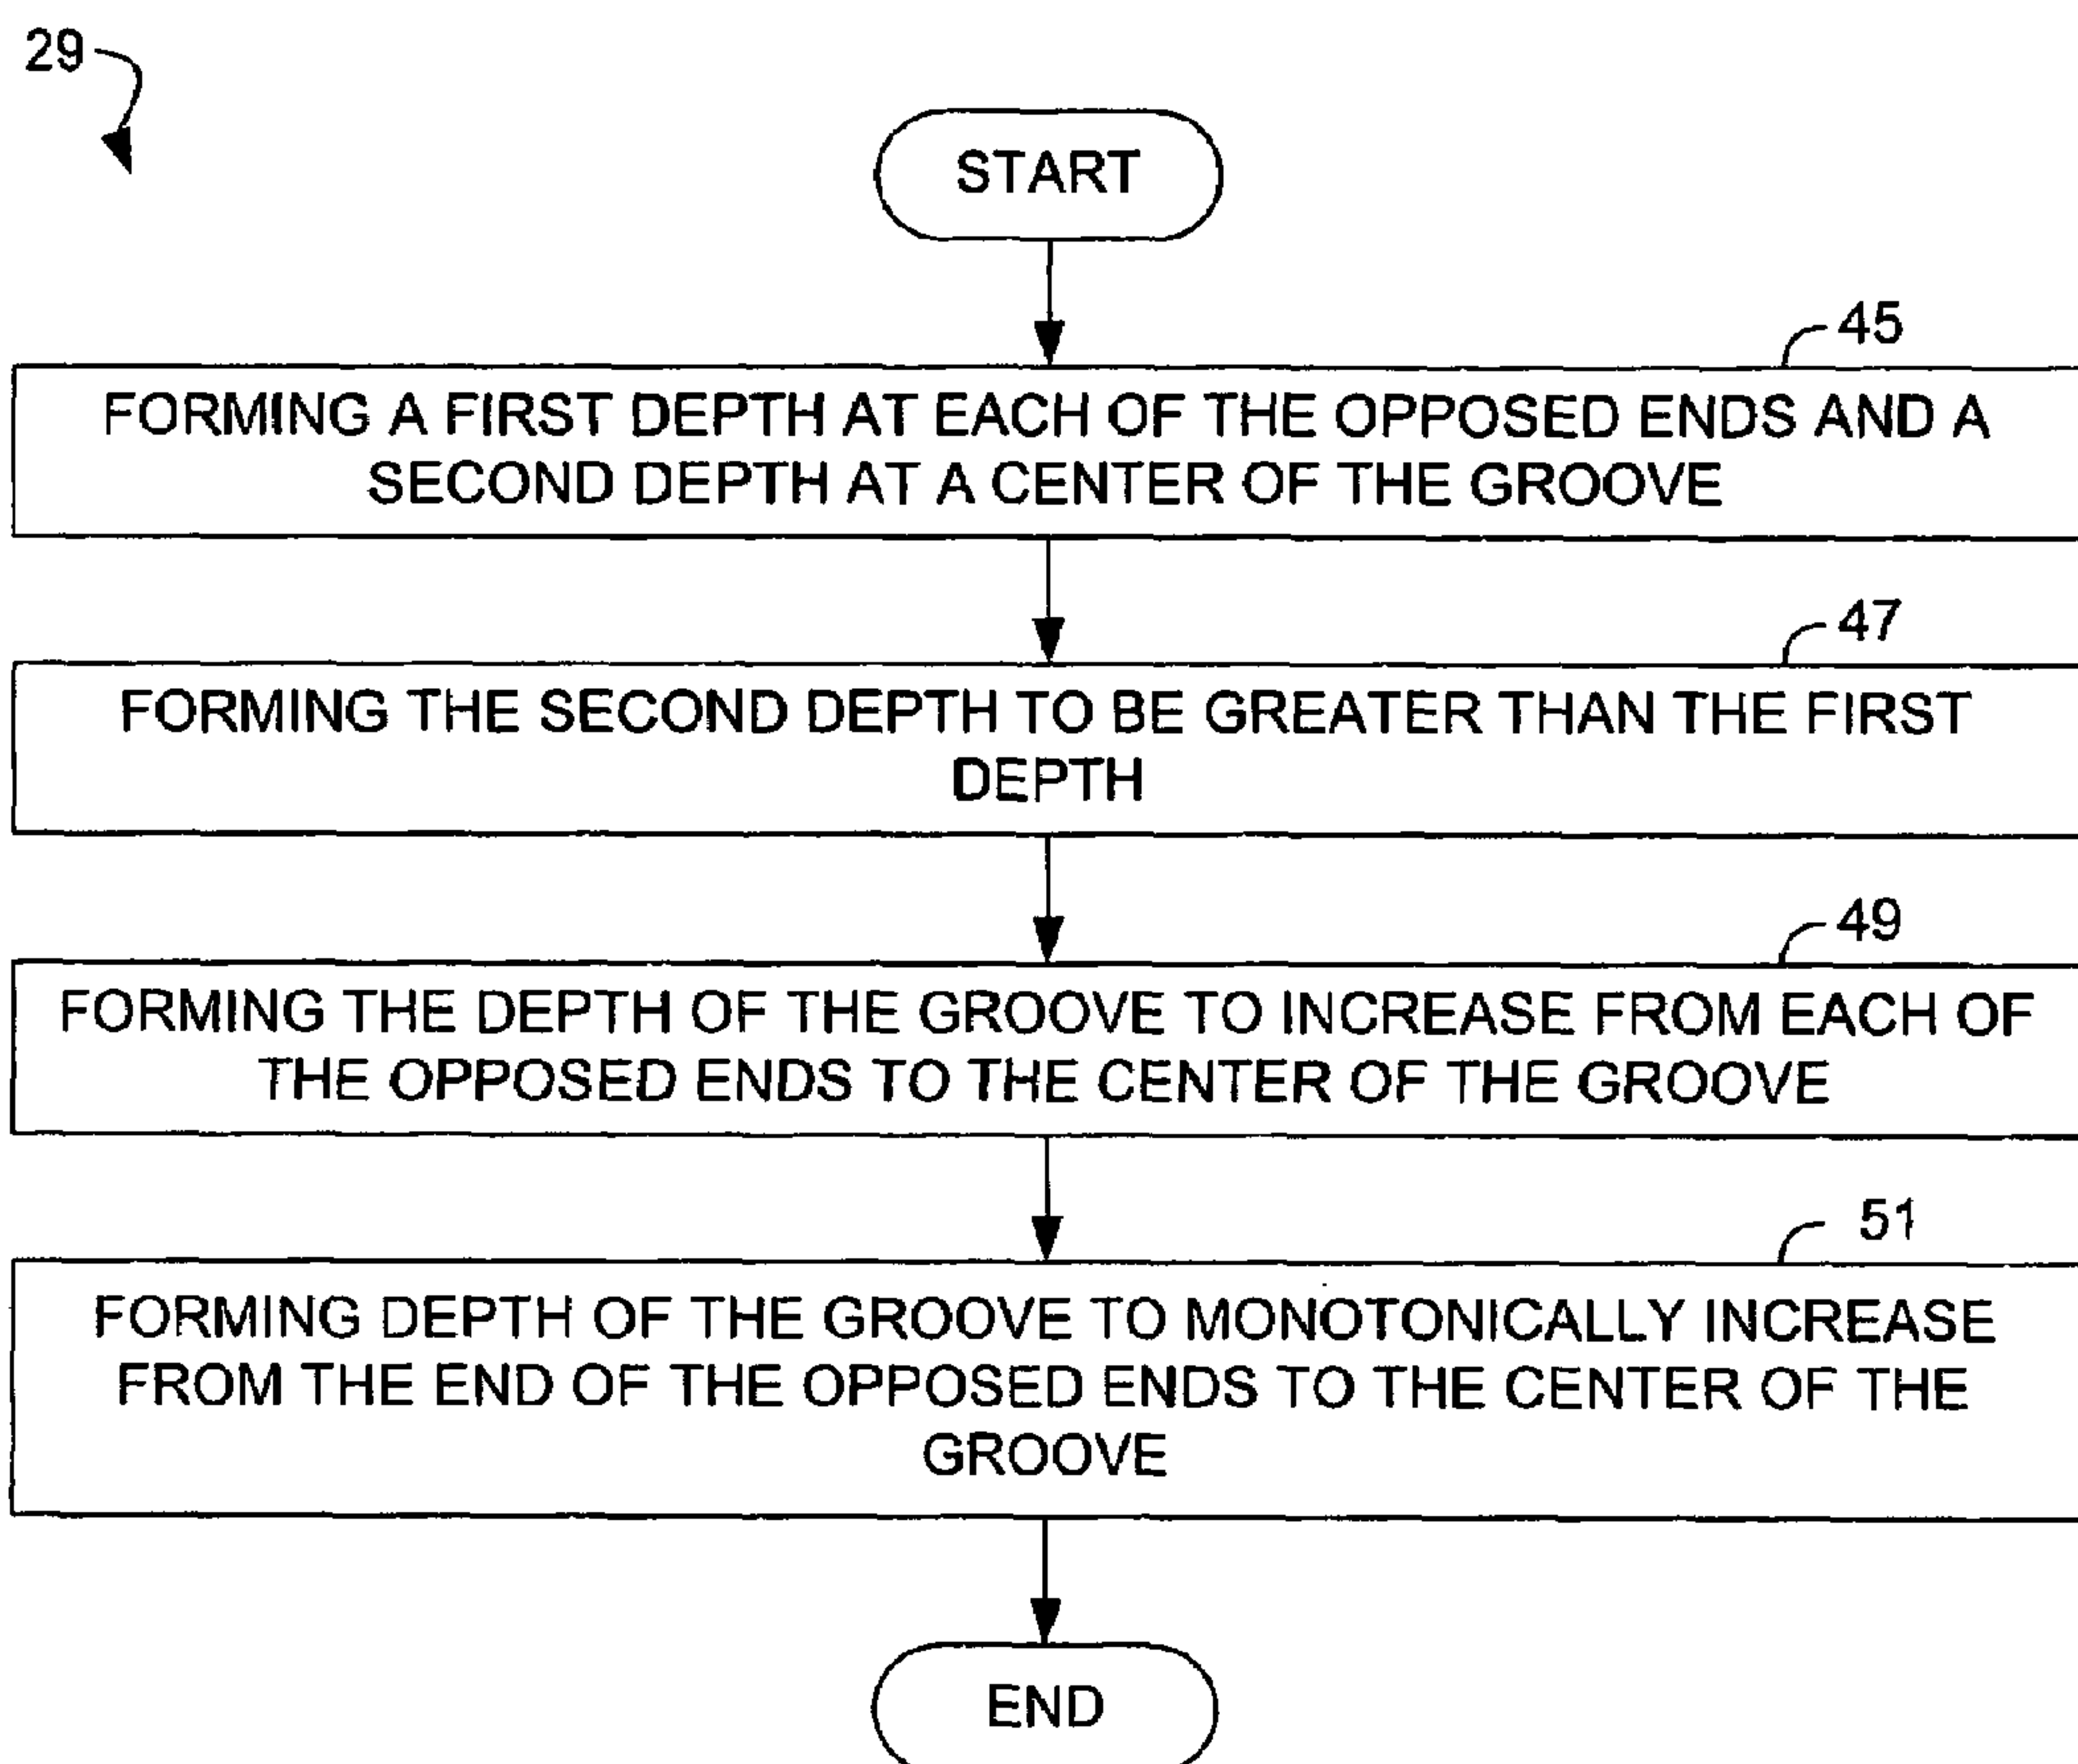 29
START
45
FORMING A FIRST DEPTH AT EACH OF THE OPPOSED ENDS AND A
SECOND DEPTH AT A CENTER OF THE GROOVE
47
FORMING THE SECOND DEPTH TO BE GREATER THAN THE FIRST
DEPTH
49
FORMING THE DEPTH OF THE GROOVE TO INCREASE FROM EACH OF
THE OPPOSED ENDS TO THE CENTER OF THE GROOVE
51
FORMING DEPTH OF THE GROOVE TO MONOTONICALLY INCREASE
FROM THE END OF THE OPPOSED ENDS TO THE CENTER OF THE
GROOVE
END